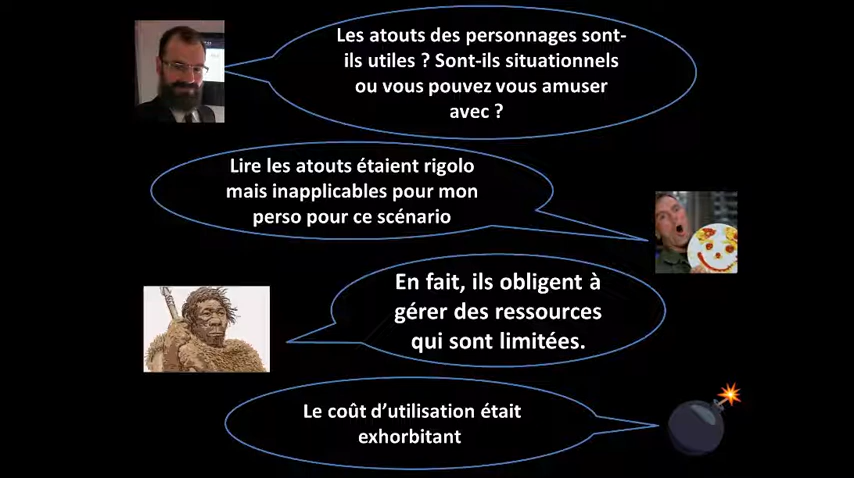 Les atouts des personnages sont-
ils utiles ? Sont-ils situationnels
ou vous pouvez vous amuser
avec ?
Lire les atouts étaient rigolo
mais inapplicables pour mon
perso pour ce scénario
En fait, ils obligent à
gérer des ressources
qui sont limitées.
Le coût d’utilisation était
exhorbitant